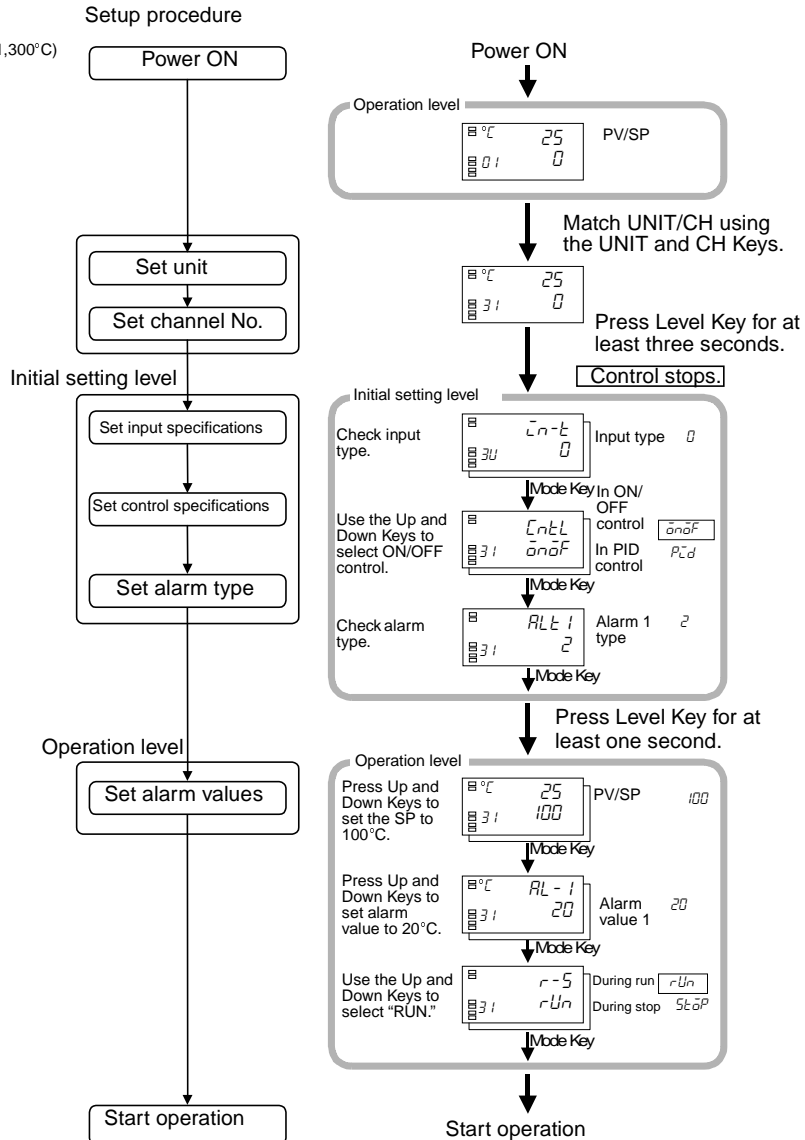 Setup procedure
1,300°C)
Power ON
Set unit
Set channel No.
Initial setting level
Set input specifications
Set control specifications
Set alarm type
Operation level
Set alarm values
Start operation
Power ON
Operation level
°C 25
01 0
PV/SP
Match UNIT/CH using
the UNIT and CH Keys.
°C 25
31 0
Press Level Key for at
least three seconds.
Control stops.
Initial setting level
Check input
type.
in-t
3U 0
Input type 0
Mode Key
Use the Up and
Down Keys to
select ON/OFF
control.
CntL
31 onoF
In ON/
OFF
control onoF
In PID
control Pid
Mode Key
Check alarm
type.
ALt1
31 2
Alarm 1
type 2
Mode Key
Press Level Key for at
least one second.
Operation level
Press Up and
Down Keys to
set the SP to
100°C.
°C 25
31 100
PV/SP 100
Mode Key
Press Up and
Down Keys to
set alarm
value to 20°C.
°C AL-1
31 20
Alarm
value 1 20
Mode Key
Use the Up and
Down Keys to
select “RUN.”
r-S
31 rUn
During run rUn
During stop StoP
Mode Key
Start operation